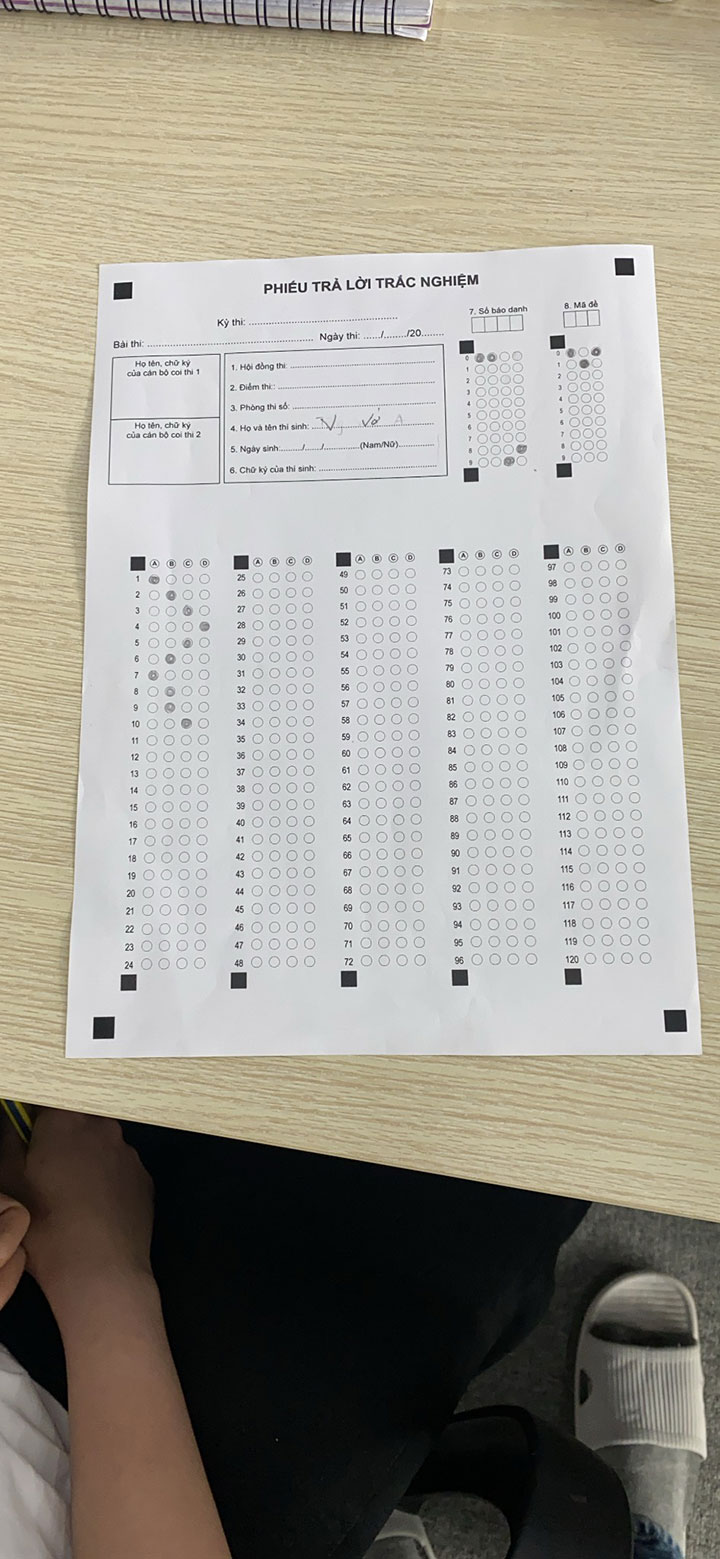 PHIẾU TRẢ LỜI TRẮC NGHIỆM
Kỳ thi:
Bài thi: Ngày thi: ....../......../20........
7. Số báo danh
8. Mã đề
Họ tên, chữ ký
của cán bộ coi thi 1
Họ tên, chữ ký
của cán bộ coi thi 2
1. Hội đồng thi:
2. Điểm thi:
3. Phòng thi số:
4. Họ và tên thí sinh:
5. Ngày sinh:......./....../...............(Nam/Nữ)
6. Chữ ký của thí sinh:
0 0
1 1
2 2
3 3
4 4
5 5
6 6
7 7
8 8
9 9
A B C D A B C D A B C D A B C D A B C D
1 25 49 73 97
2 26 50 74 98
3 27 51 75 99
4 28 52 76 100
5 29 53 77 101
6 30 54 78 102
7 31 55 79 103
8 32 56 80 104
9 33 57 81 105
10 34 58 82 106
11 35 59 83 107
12 36 60 84 108
13 37 61 85 109
14 38 62 86 110
15 39 63 87 111
16 40 64 88 112
17 41 65 89 113
18 42 66 90 114
19 43 67 91 115
20 44 68 92 116
21 45 69 93 117
22 46 70 94 118
23 47 71 95 119
24 48 72 96 120